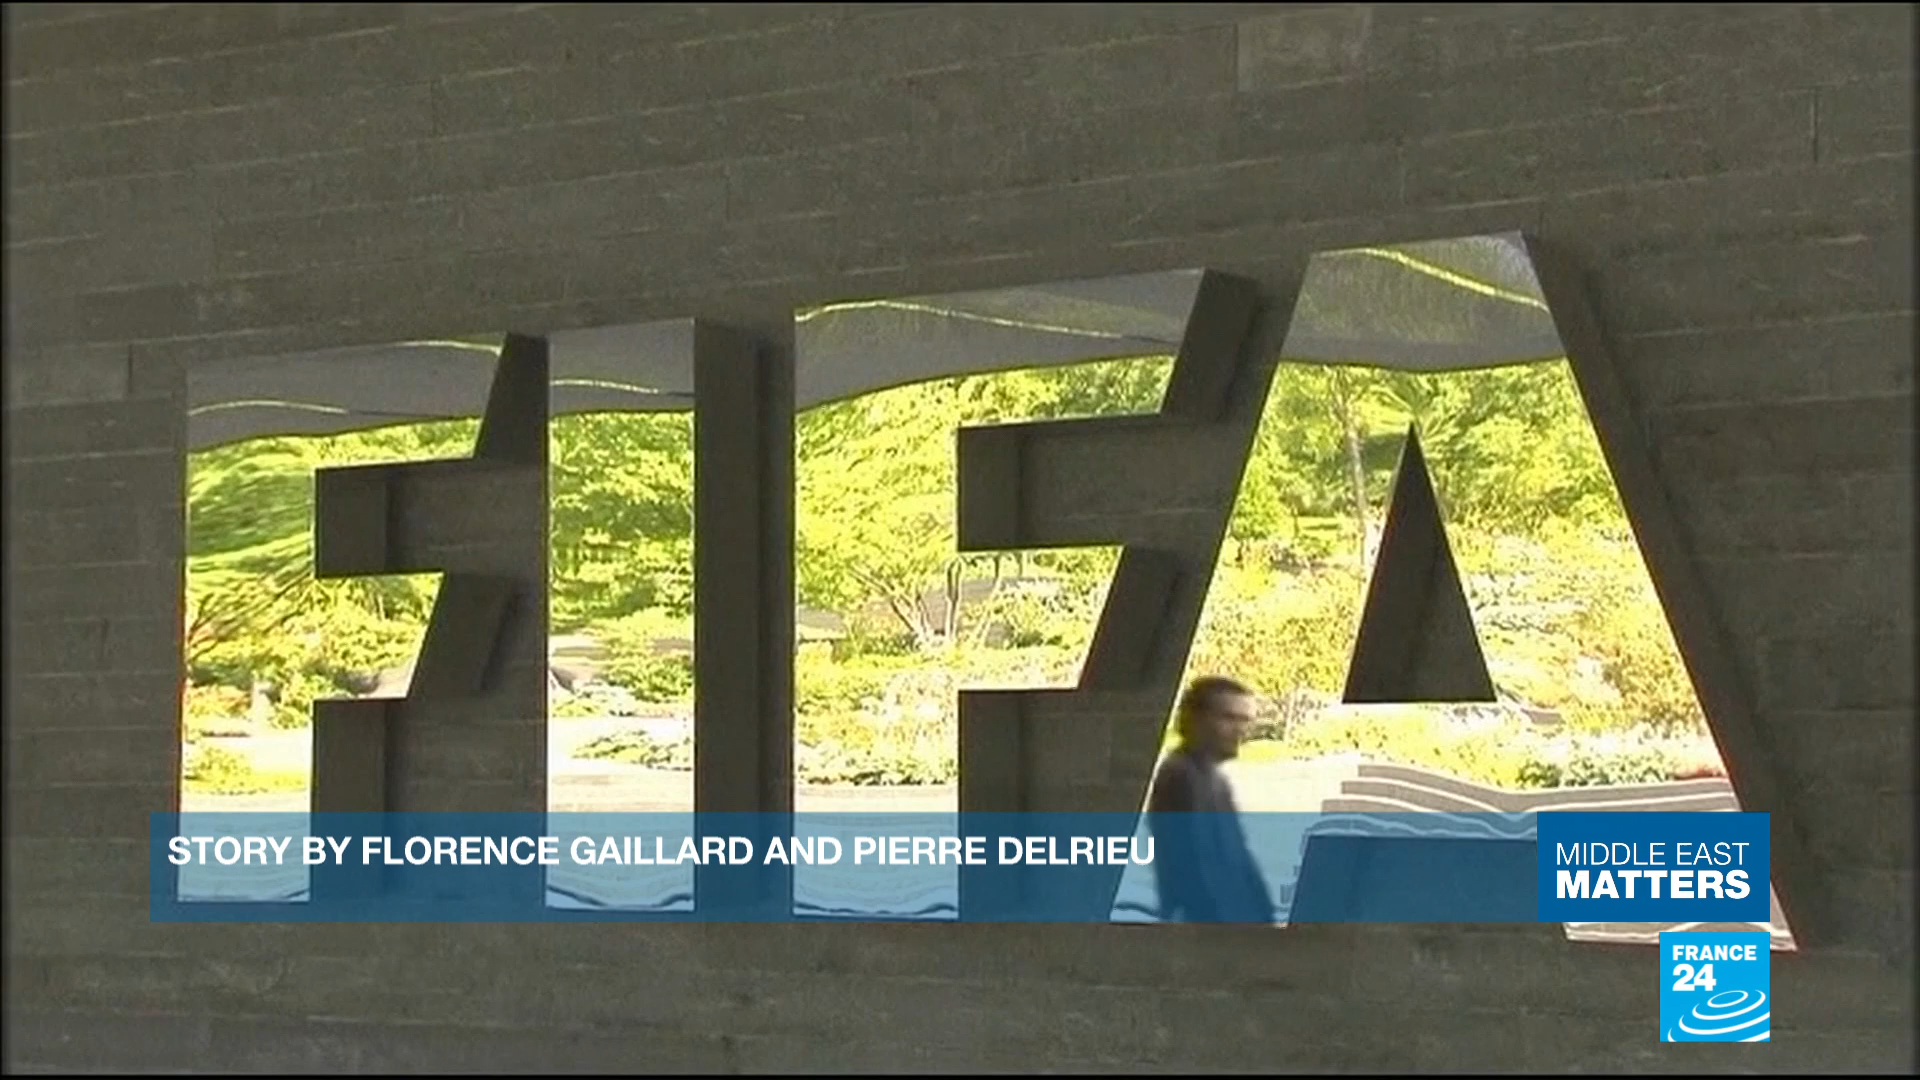 FIFA
STORY BY FLORENCE GAILLARD AND PIERRE DELRIEU
MIDDLE EAST
MATTERS
FRANCE
24